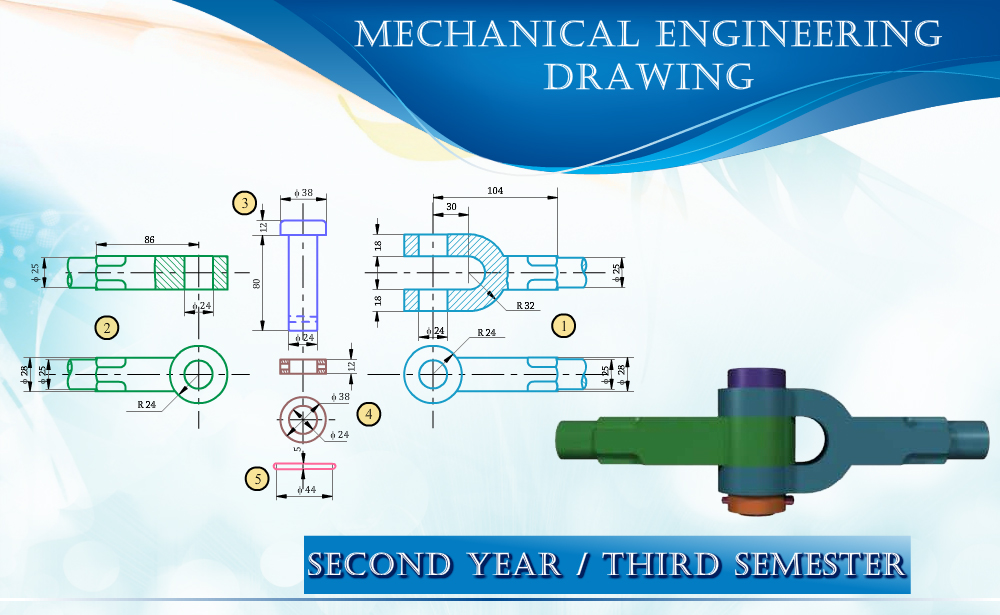 MECHANICAL ENGINEERING
DRAWING
3
ϕ 38
12
80
ϕ 24
104
30
18
18
ϕ 25
R 32
ϕ 24
1
86
ϕ 25
ϕ 24
2
ϕ 28
ϕ 25
R 24
12
ϕ 38
4
ϕ 24
R 24
ϕ 25
ϕ 28
5
5
ϕ 44
SECOND YEAR / THIRD SEMESTER